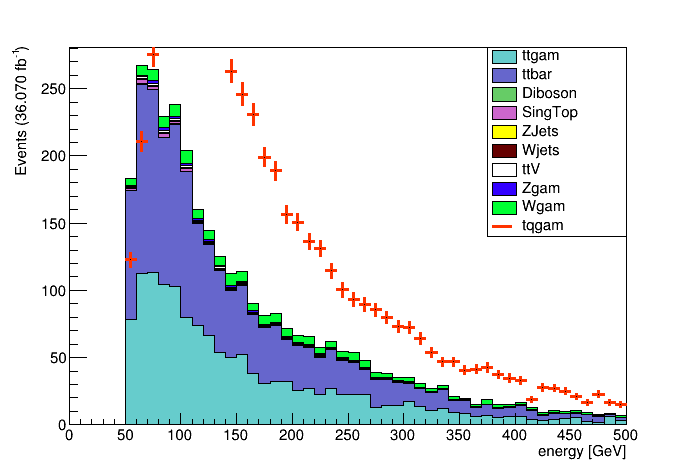 Events (36.070 fb⁻¹)
250
200
150
100
50
0
0 50 100 150 200 250 300 350 400 450 500
energy [GeV]
ttgam
ttbar
Diboson
SingTop
ZJets
Wjets
ttV
Zgam
Wgam
tqgam